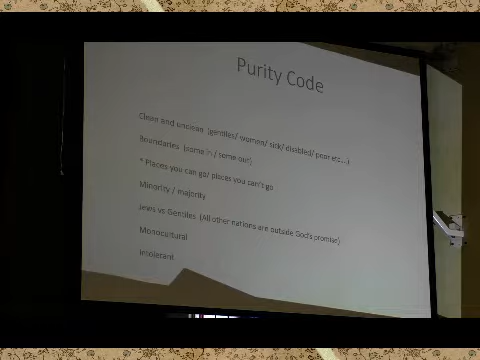 Purity Code
Clean and unclean (gentiles/ women/ sick/ disabled/ poor etc...)
Boundaries (some in / some out)
* Places you can go/ places you can't go
Minority / majority
Jews vs Gentiles (All other nations are outside God's promise)
Monocultural
Intolerant